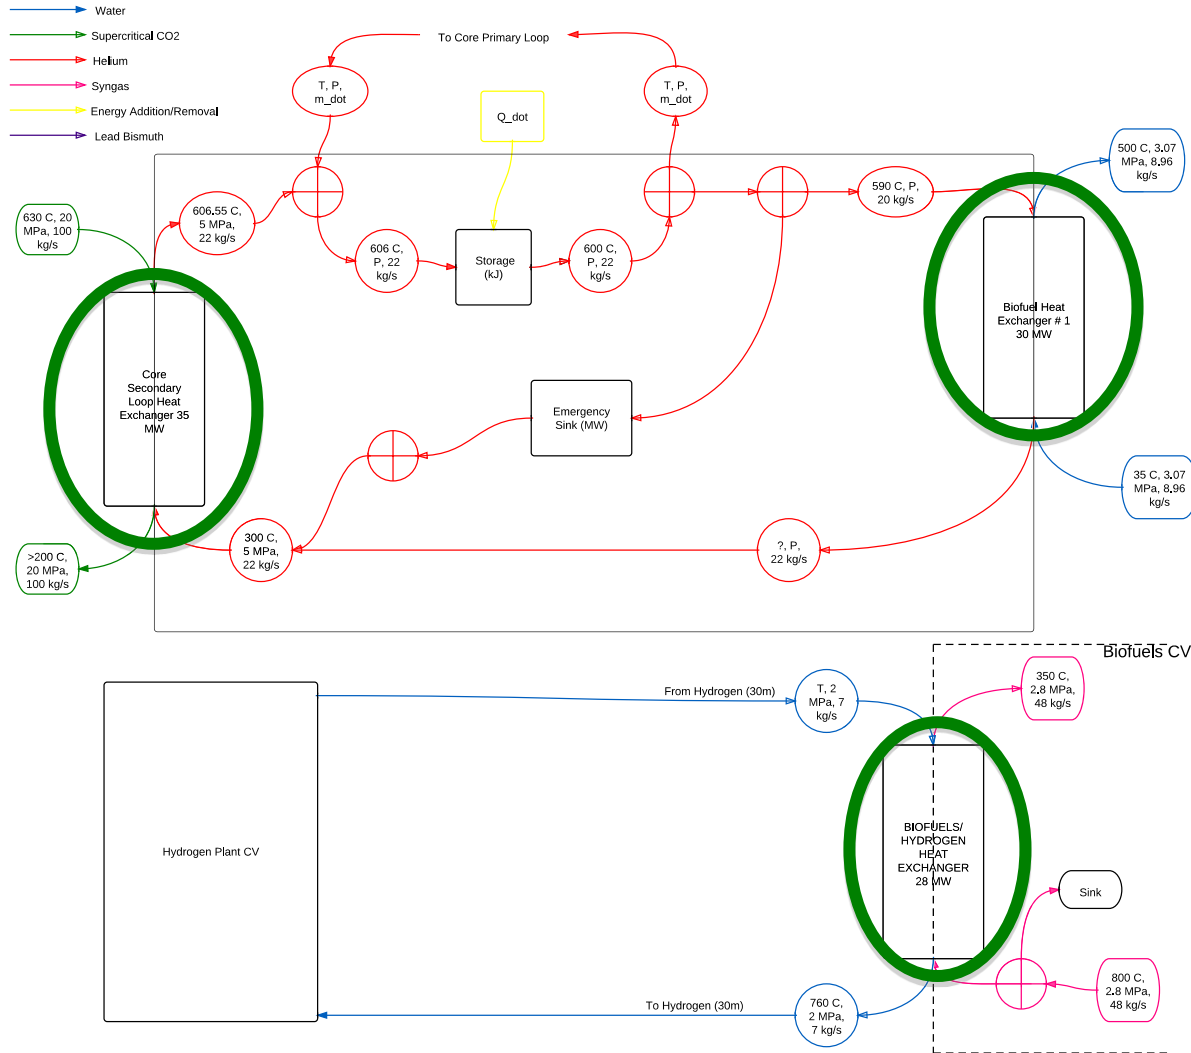 Water
Supercritical CO2
Helium
Syngas
Energy Addition/Removal
Lead Bismuth
To Core Primary Loop
T, P,
m_dot
Q_dot
T, P,
m_dot
500 C, 3.07
MPa, 8.96
kg/s
630 C, 20
MPa, 100
kg/s
606.55 C,
5 MPa,
22 kg/s
590 C, P,
20 kg/s
606 C,
P, 22
kg/s
Storage
(kJ)
600 C,
P, 22
kg/s
Biofuel Heat
Exchanger # 1
30 MW
Core
Secondary
Loop Heat
Exchanger 35
MW
Emergency
Sink (MW)
35 C, 3.07
MPa, 8.96
kg/s
>200 C,
20 MPa,
100 kg/s
300 C,
5 MPa,
22 kg/s
?, P,
22 kg/s
Biofuels CV
From Hydrogen (30m)
T, 2
MPa, 7
kg/s
350 C,
2.8 MPa,
48 kg/s
Hydrogen Plant CV
BIOFUELS/
HYDROGEN
HEAT
EXCHANGER
28 MW
Sink
To Hydrogen (30m)
760 C,
2 MPa,
7 kg/s
800 C,
2.8 MPa,
48 kg/s